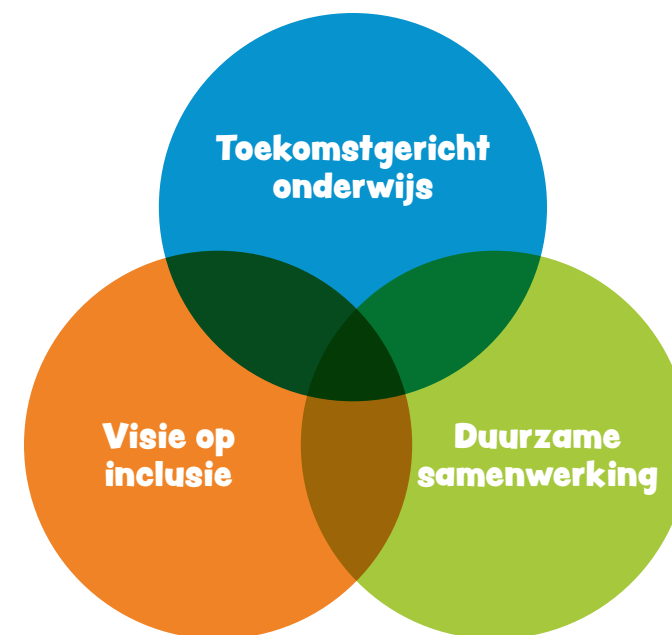 Toekomstgericht
onderwijs
Visie op
inclusie
Duurzame
samenwerking